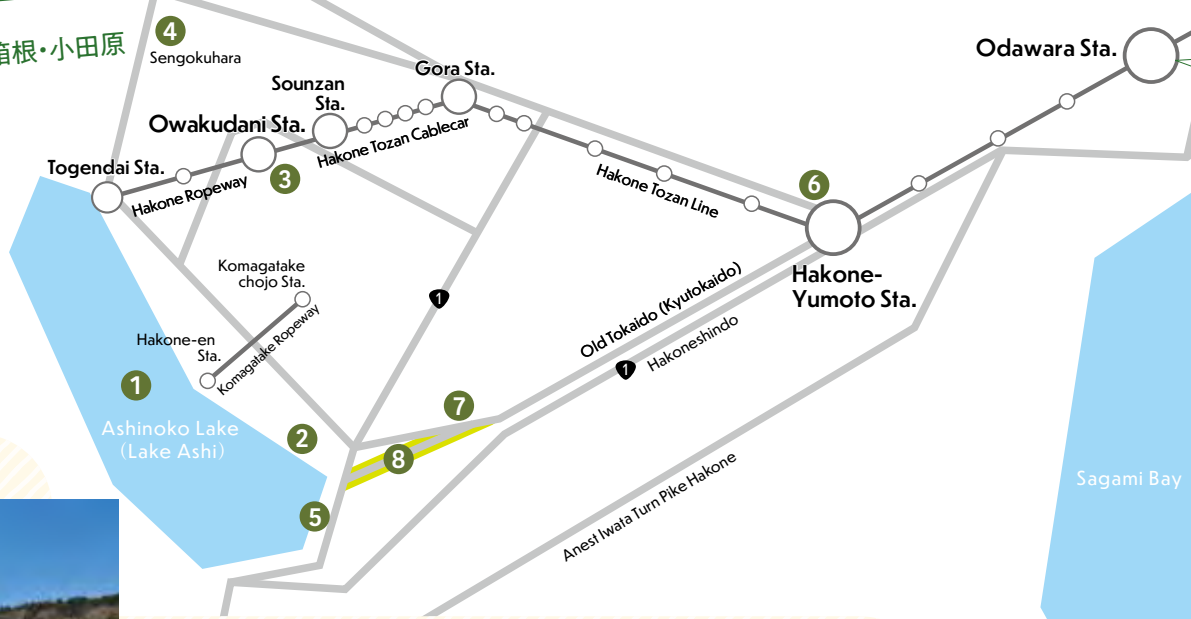 箱根・小田原
4
Sengokuhara
Odawara Sta.
Gora Sta.
Sounzan
Sta.
Owakudani Sta.
Hakone Tozan Cablecar
Togendai Sta.
Hakone Ropeway
3
Hakone Tozan Line
6
Hakone-
Yumoto Sta.
Komagatake
chojo Sta.
1
Hakone-en
Sta.
Komagatake Ropeway
Old Tokaido (Kyutokaido)
1
Hakoneshindo
1
Ashinoko Lake
(Lake Ashi)
2
7
8
5
Anest Iwata Turn Pike Hakone
Sagami Bay